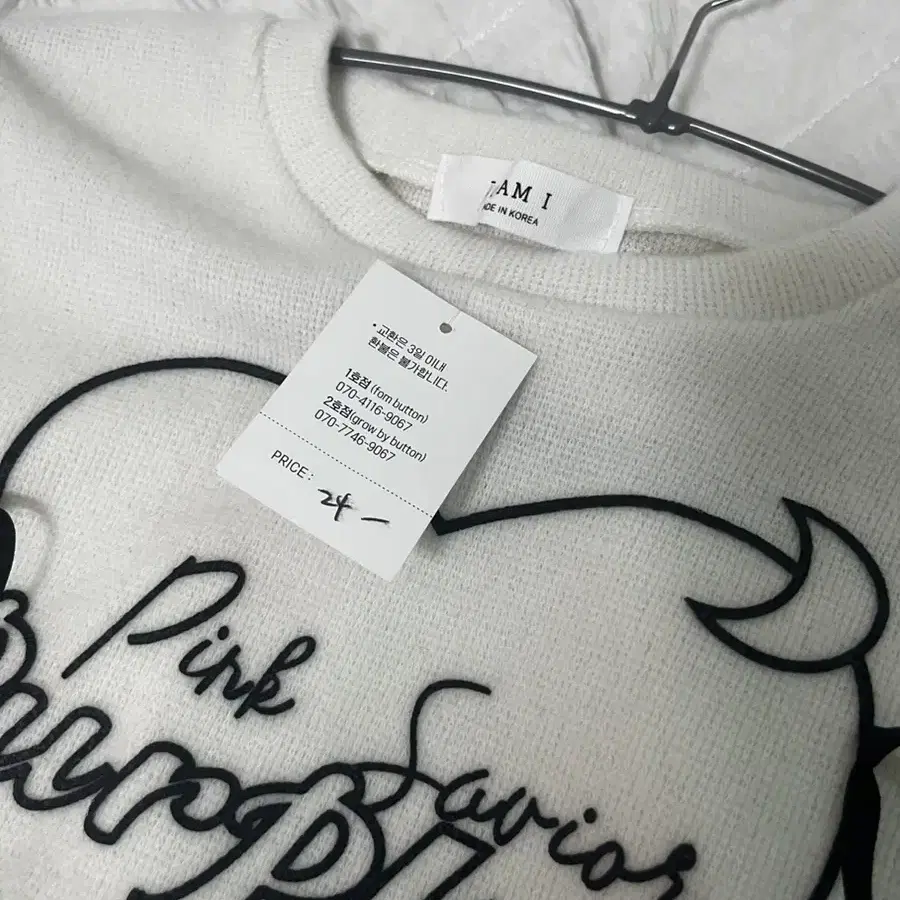 AM I
ADE IN KOREA
• 교환은 3일 이내
환불은 불가합니다.
1호점 (fom button)
070-4116-9067
2호점(grow by button)
070-7746-9067
PRICE :
24 —
Pink
Savior